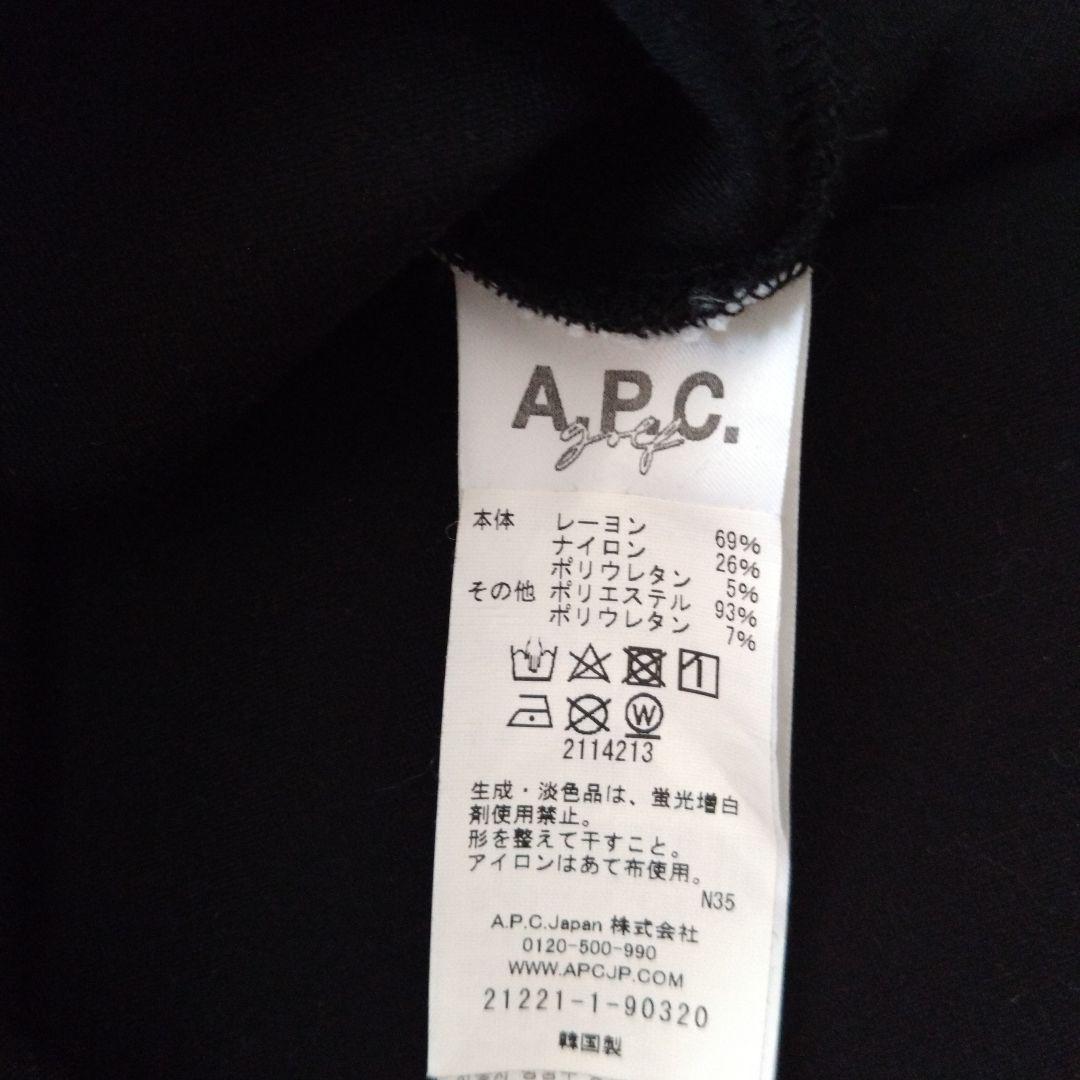 A.P.C.
golf
本体 レーヨン 69%
ナイロン 26%
ポリウレタン 5%
その他 ポリエステル 93%
ポリウレタン 7%
W
2114213
生成・淡色品は、蛍光増白
剤使用禁止。
形を整えて干すこと。
アイロンはあて布使用。
N35
A.P.C.Japan 株式会社
0120-500-990
WWW.APCJP.COM
21221-1-90320
韓国製